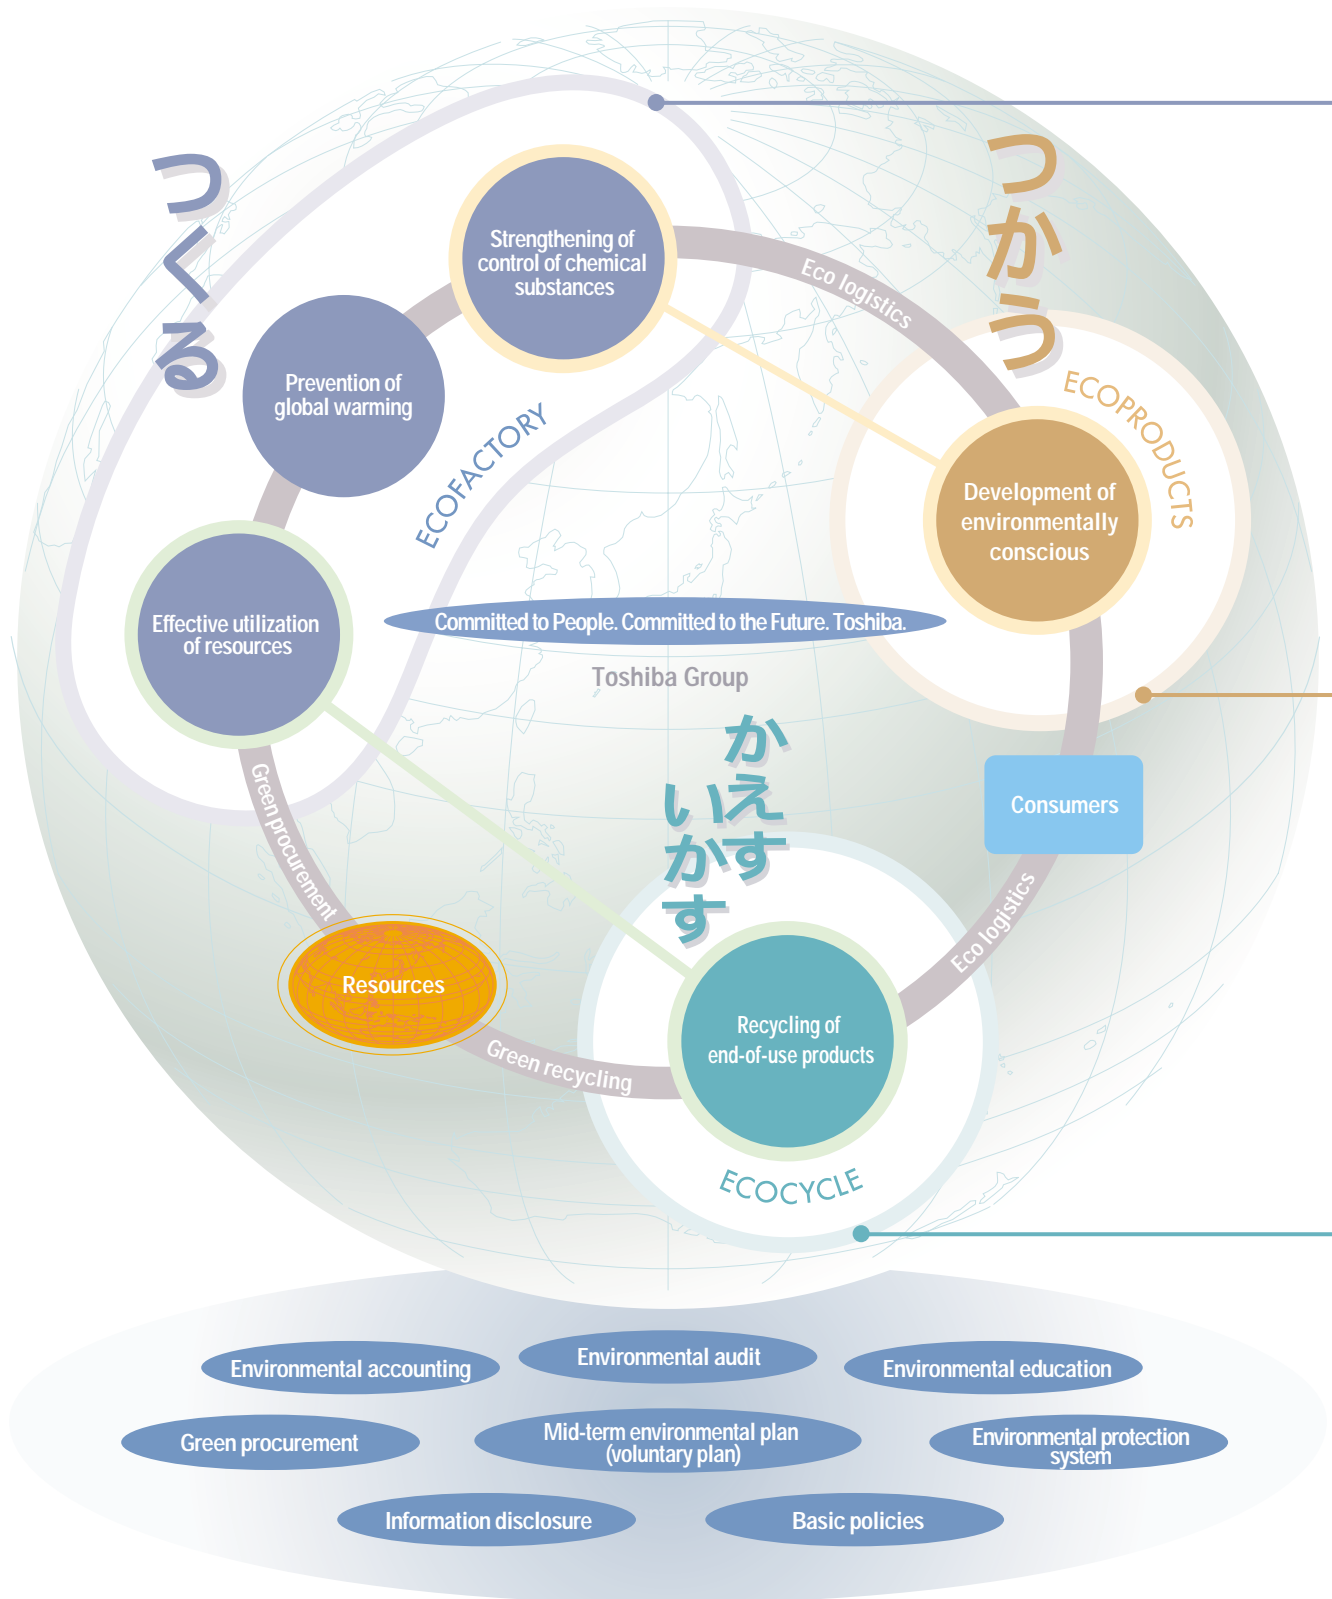 つくる
つかう
Strengthening of
control of chemical
substances
Eco logistics
Prevention of
global warming
ECOFACTORY
ECOPRODUCTS
Development of
environmentally
conscious
Effective utilization
of resources
Committed to People. Committed to the Future. Toshiba.
Toshiba Group
かえす
いかす
Consumers
Green procurement
Eco logistics
Resources
Recycling of
end-of-use products
Green recycling
ECOCYCLE
Environmental accounting
Environmental audit
Environmental education
Green procurement
Mid-term environmental plan
(voluntary plan)
Environmental protection
system
Information disclosure
Basic policies